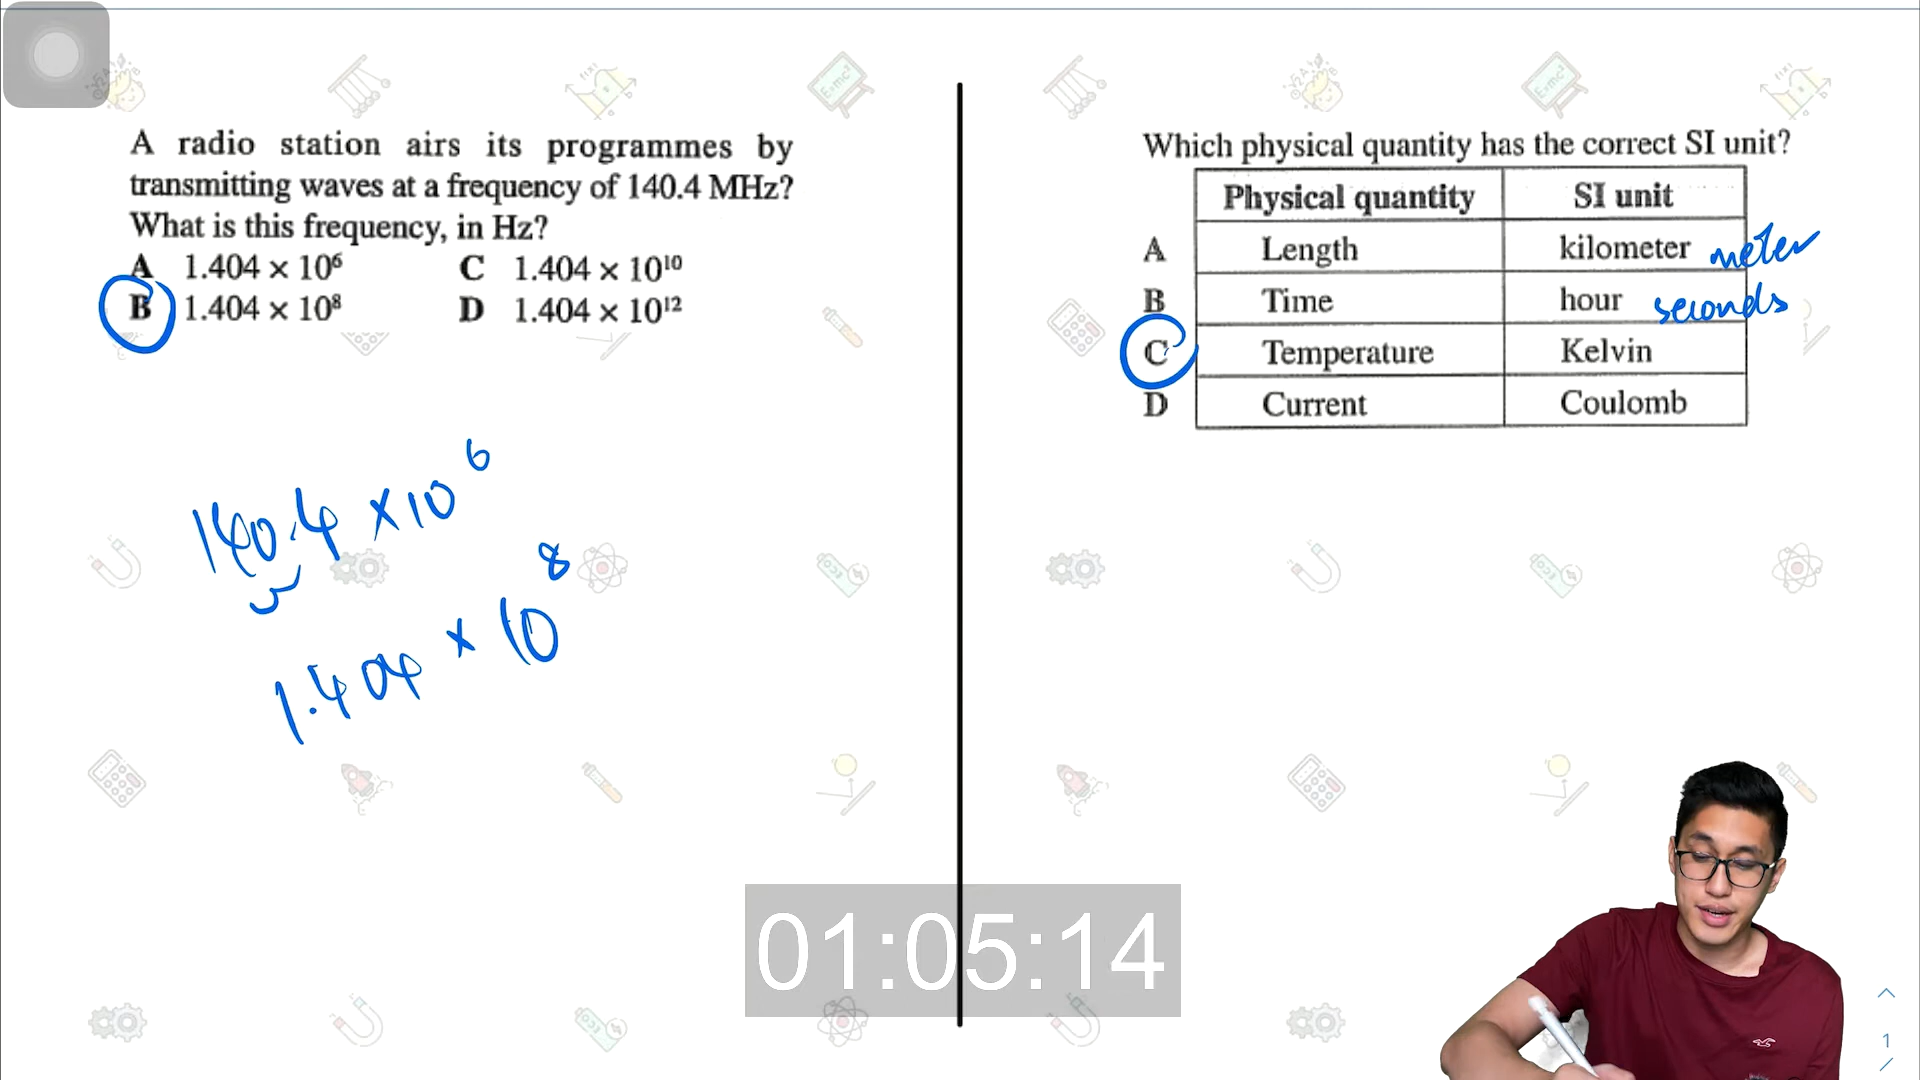 A radio station airs its programmes by
transmitting waves at a frequency of 140.4 MHz?
What is this frequency, in Hz?
A 1.404 × 10⁶ C 1.404 × 10¹⁰
B 1.404 × 10⁸ D 1.404 × 10¹²
140.4 × 10⁶
1.404 × 10⁸
Which physical quantity has the correct SI unit?
Physical quantity SI unit
A Length kilometer meter
B Time hour seconds
C Temperature Kelvin
D Current Coulomb
01:05:14
1